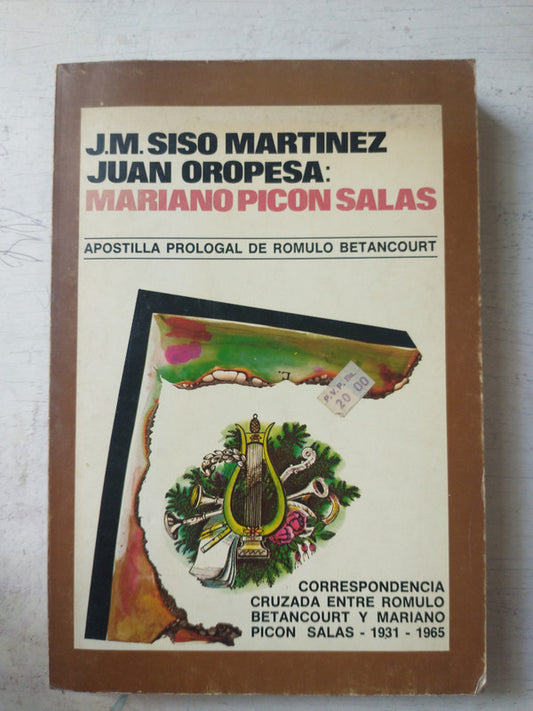 J.M. SISO MARTINEZ
JUAN OROPESA:
MARIANO PICON SALAS
APOSTILLA PROLOGAL DE ROMULO BETANCOURT
P.V.P. Bs.
20 00
CORRESPONDENCIA
CRUZADA ENTRE ROMULO
BETANCOURT Y MARIANO
PICON SALAS - 1931 - 1965